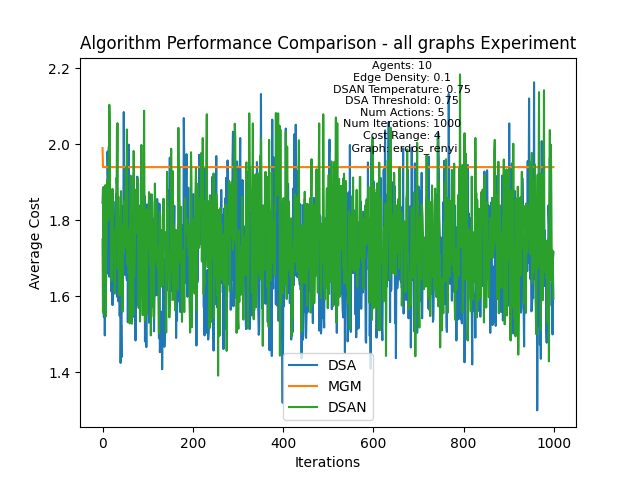 Algorithm Performance Comparison - all graphs Experiment
Agents: 10
Edge Density: 0.1
DSAN Temperature: 0.75
DSA Threshold: 0.75
Num Actions: 5
Num Iterations: 1000
Cost Range: 4
Graph: erdos_renyi
2.2
2.0
1.8
1.6
1.4
Average Cost
DSA
MGM
DSAN
0
200
400
600
800
1000
Iterations